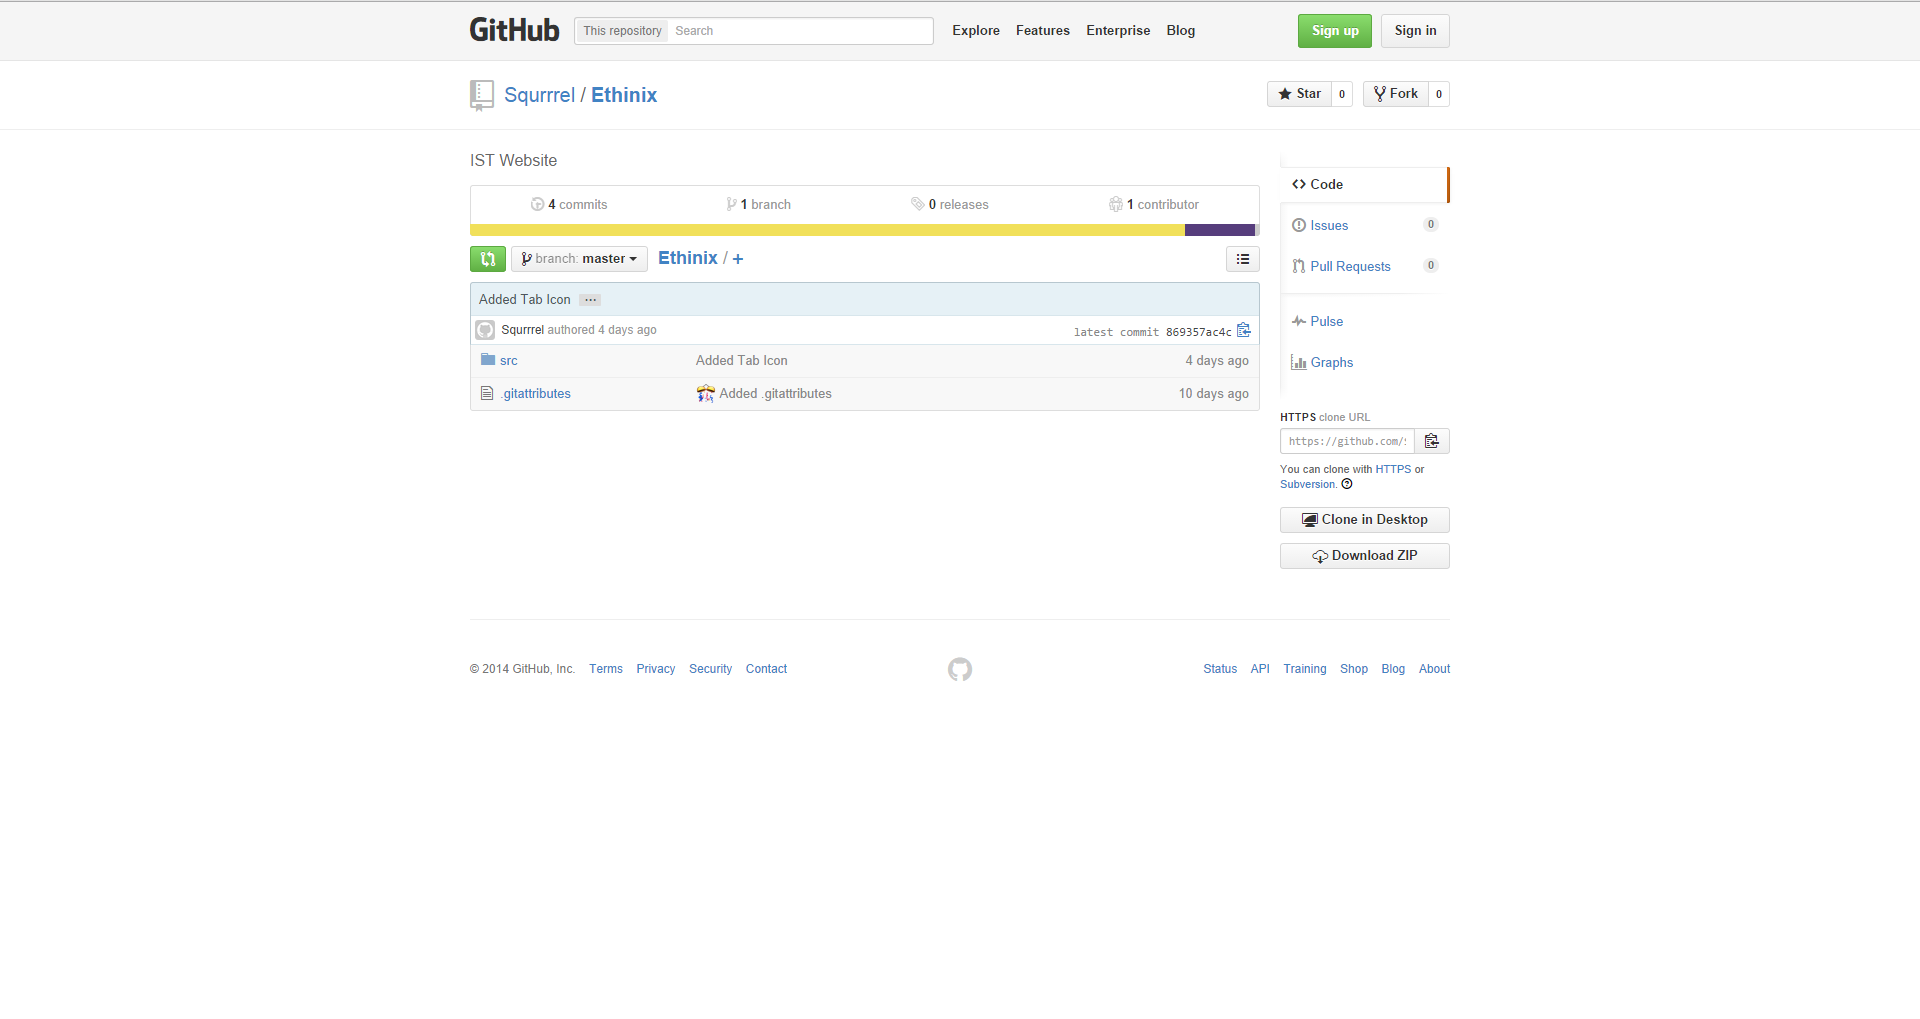 GitHub This repository Search Explore Features Enterprise Blog Sign up Sign in
Squrrrel / Ethinix Star 0 Fork 0
IST Website
Code
4 commits 1 branch 0 releases 1 contributor
Issues 0
branch: master Ethinix / +
Pull Requests 0
Added Tab Icon ...
Squrrrel authored 4 days ago latest commit 869357ac4c
Pulse
src Added Tab Icon 4 days ago
Graphs
.gitattributes Added .gitattributes 10 days ago
HTTPS clone URL
https://github.com/
You can clone with HTTPS or
Subversion.
Clone in Desktop
Download ZIP
© 2014 GitHub, Inc. Terms Privacy Security Contact Status API Training Shop Blog About